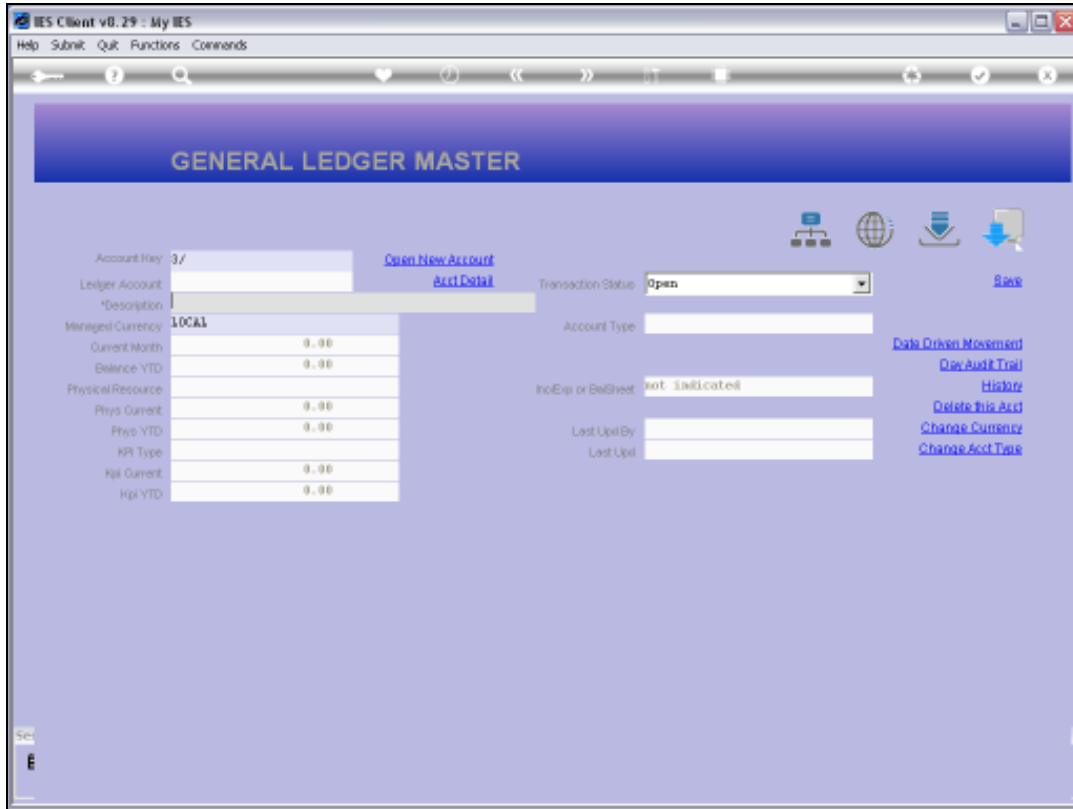 IES Client v8.29 : My IES
Help Submit Quit Functions Commands
GENERAL LEDGER MASTER
Account Key 3/ Open New Account
Ledger Account Acct Detail Transaction Status Open Save
*Description
Managed Currency LOCAL Account Type
Current Month 0.00 Date Driven Movement
Balance YTD 0.00 Day Audit Trail
Physical Resource Inc/Exp or BalSheet not indicated History
Phys Current 0.00 Delete this Acct
Phys YTD 0.00 Last Upd By Change Currency
KPI Type Last Upd Change Acct Type
Kpi Current 0.00
Kpi YTD 0.00